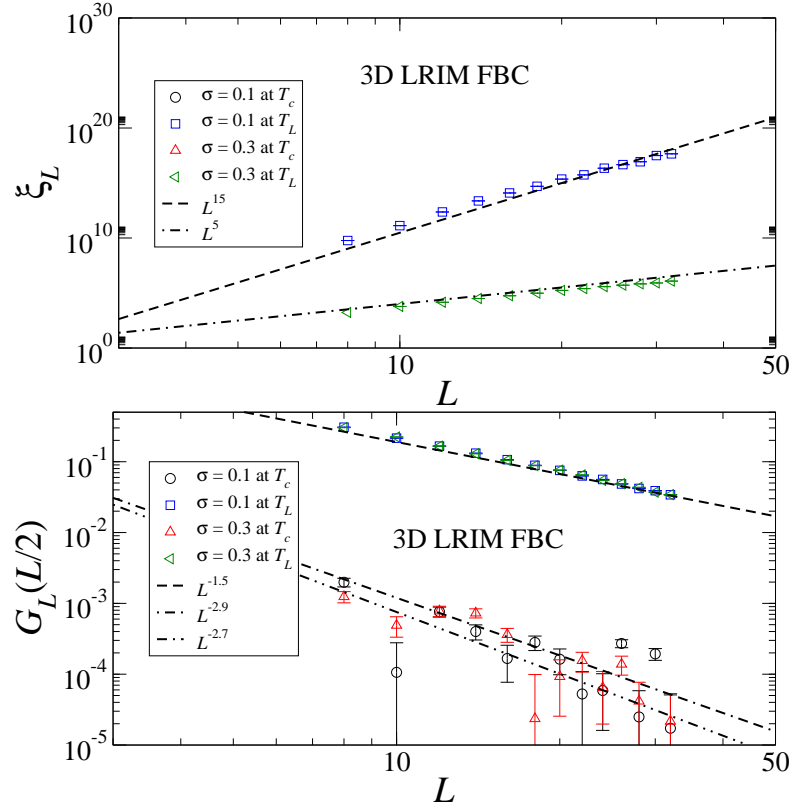 10^30
3D LRIM FBC
σ = 0.1 at T_c
σ = 0.1 at T_L
σ = 0.3 at T_c
σ = 0.3 at T_L
L^15
L^5
10^20
ξ_L
10^10
10^0
10
50
L
10^-1
σ = 0.1 at T_c
σ = 0.1 at T_L
σ = 0.3 at T_c
σ = 0.3 at T_L
L^-1.5
L^-2.9
L^-2.7
3D LRIM FBC
10^-2
G_L(L/2)
10^-3
10^-4
10^-5
10
50
L